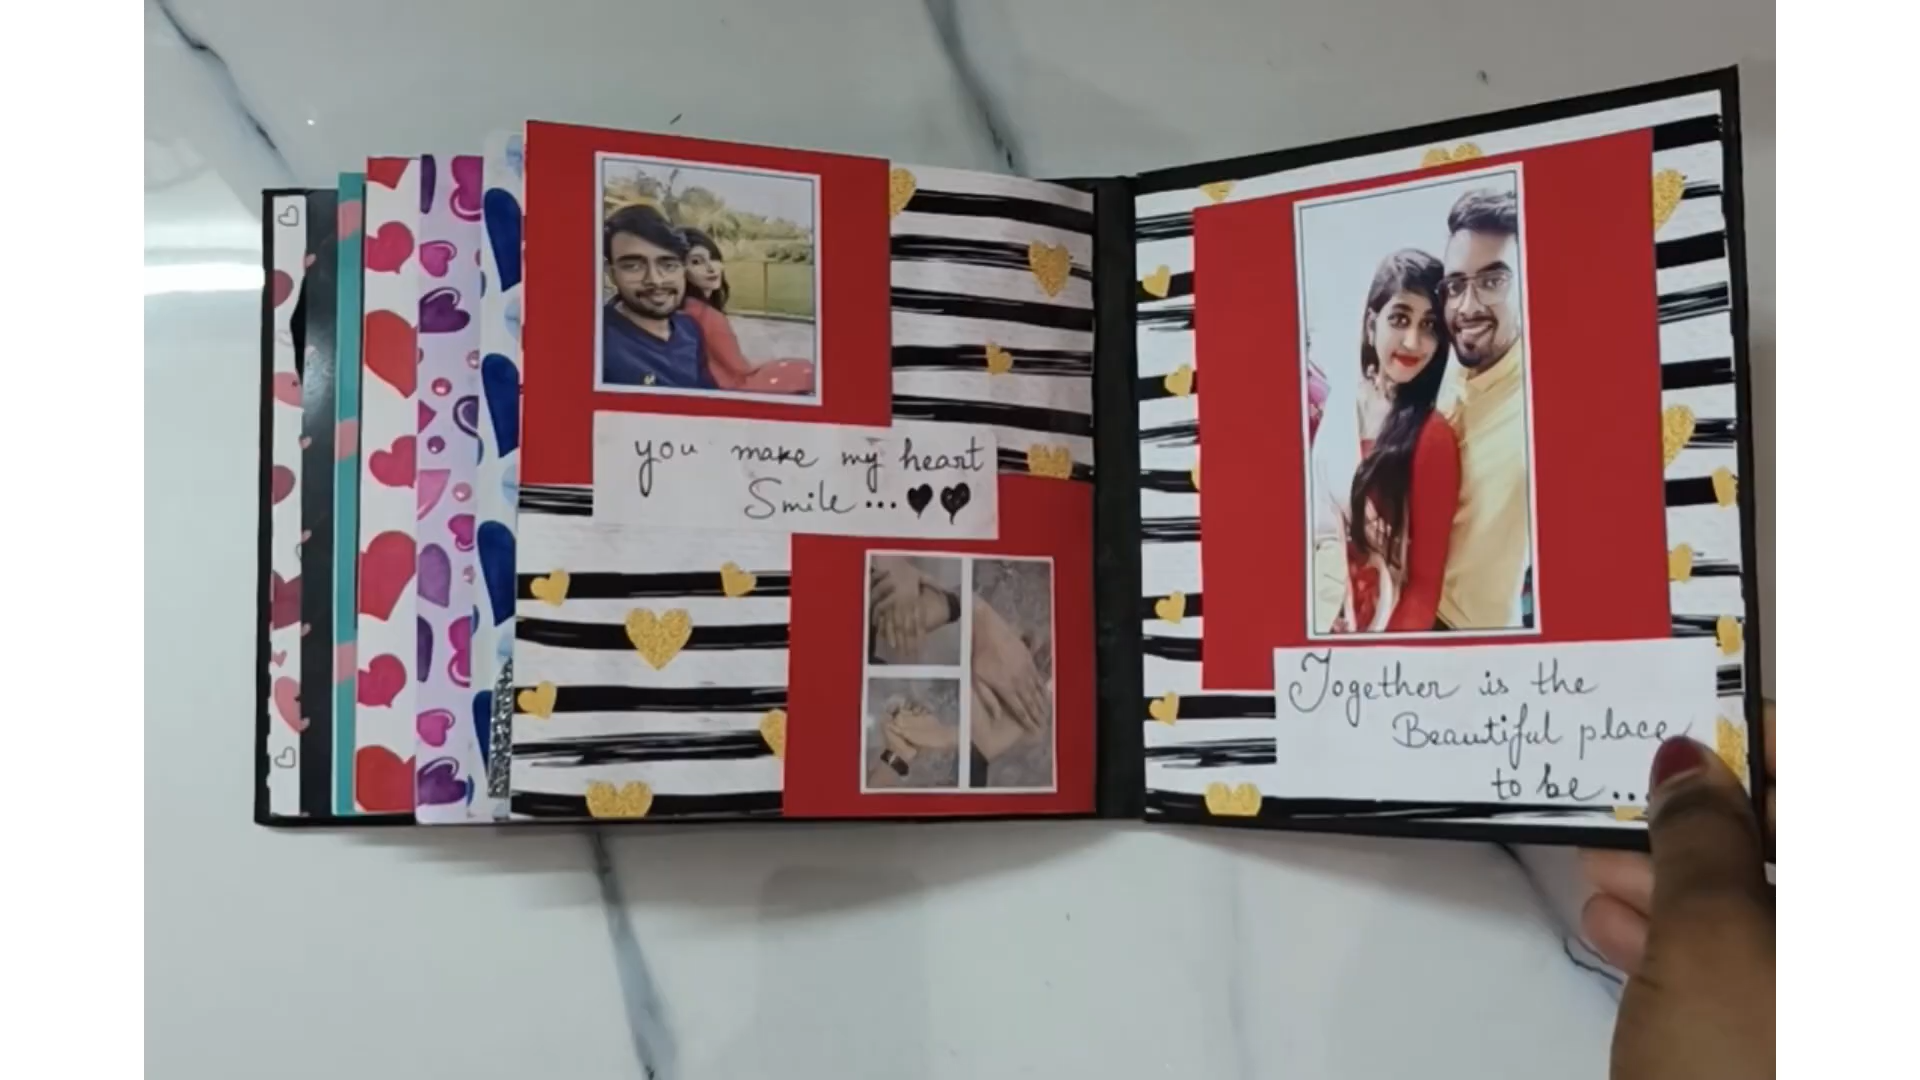 you make my heart
Smile...
Together is the
Beautiful place
to be...